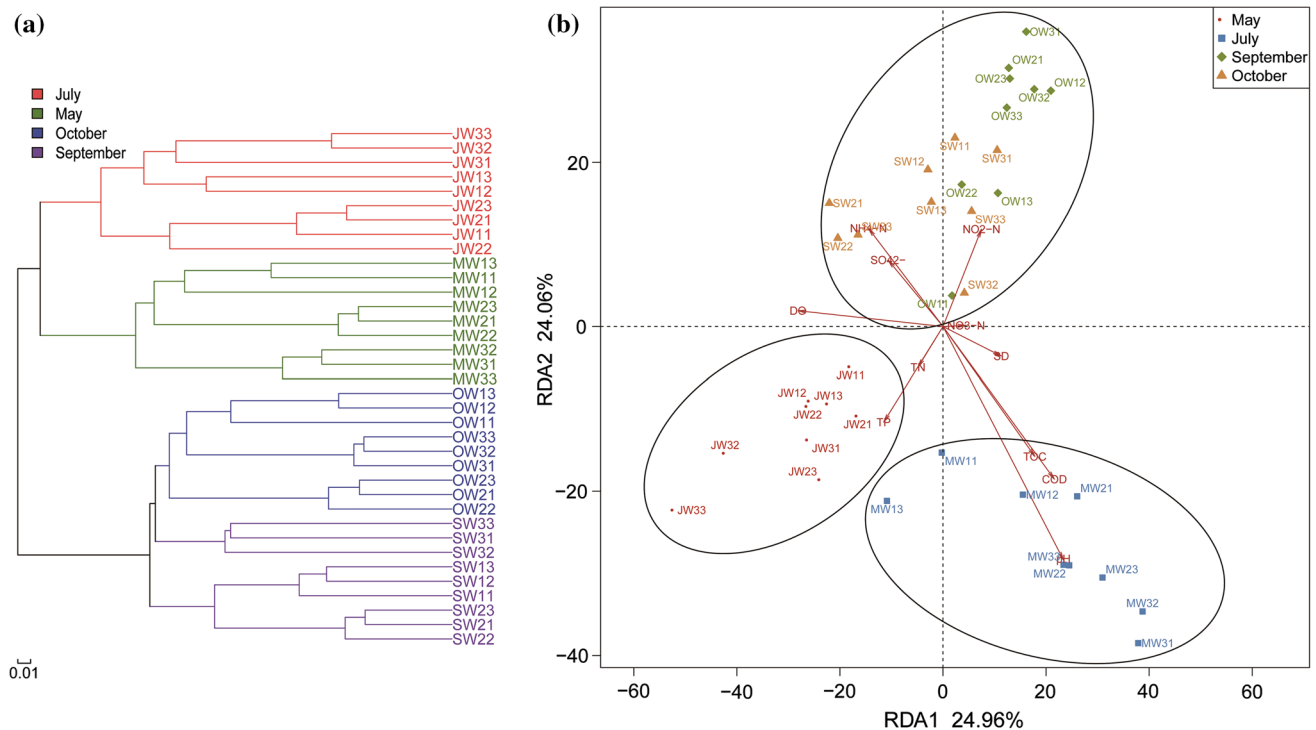 (a)
July
May
October
September
JW33
JW32
JW31
JW13
JW12
JW23
JW21
JW11
JW22
MW13
MW11
MW12
MW23
MW21
MW22
MW32
MW31
MW33
OW13
OW12
OW11
OW33
OW32
OW31
OW23
OW21
OW22
SW33
SW31
SW32
SW13
SW12
SW11
SW23
SW21
SW22
0.01
(b)
May
July
September
October
OW31
OW21
OW23
OW12
OW32
OW33
SW11
SW12
SW31
OW22
OW13
SW21
SW13
SW33
NH4-N
NO2-N
SW22
SO42-
SW32
OW11
DO
NO3-N
SD
TN
JW11
JW12
JW13
JW22
JW21
TP
JW31
JW32
JW23
JW33
TOC
MW11
COD
MW12
MW21
MW13
MW33
MW22
MW23
MW32
MW31
20
0
−20
−40
RDA2 24.06%
−60
−40
−20
0
20
40
60
RDA1 24.96%